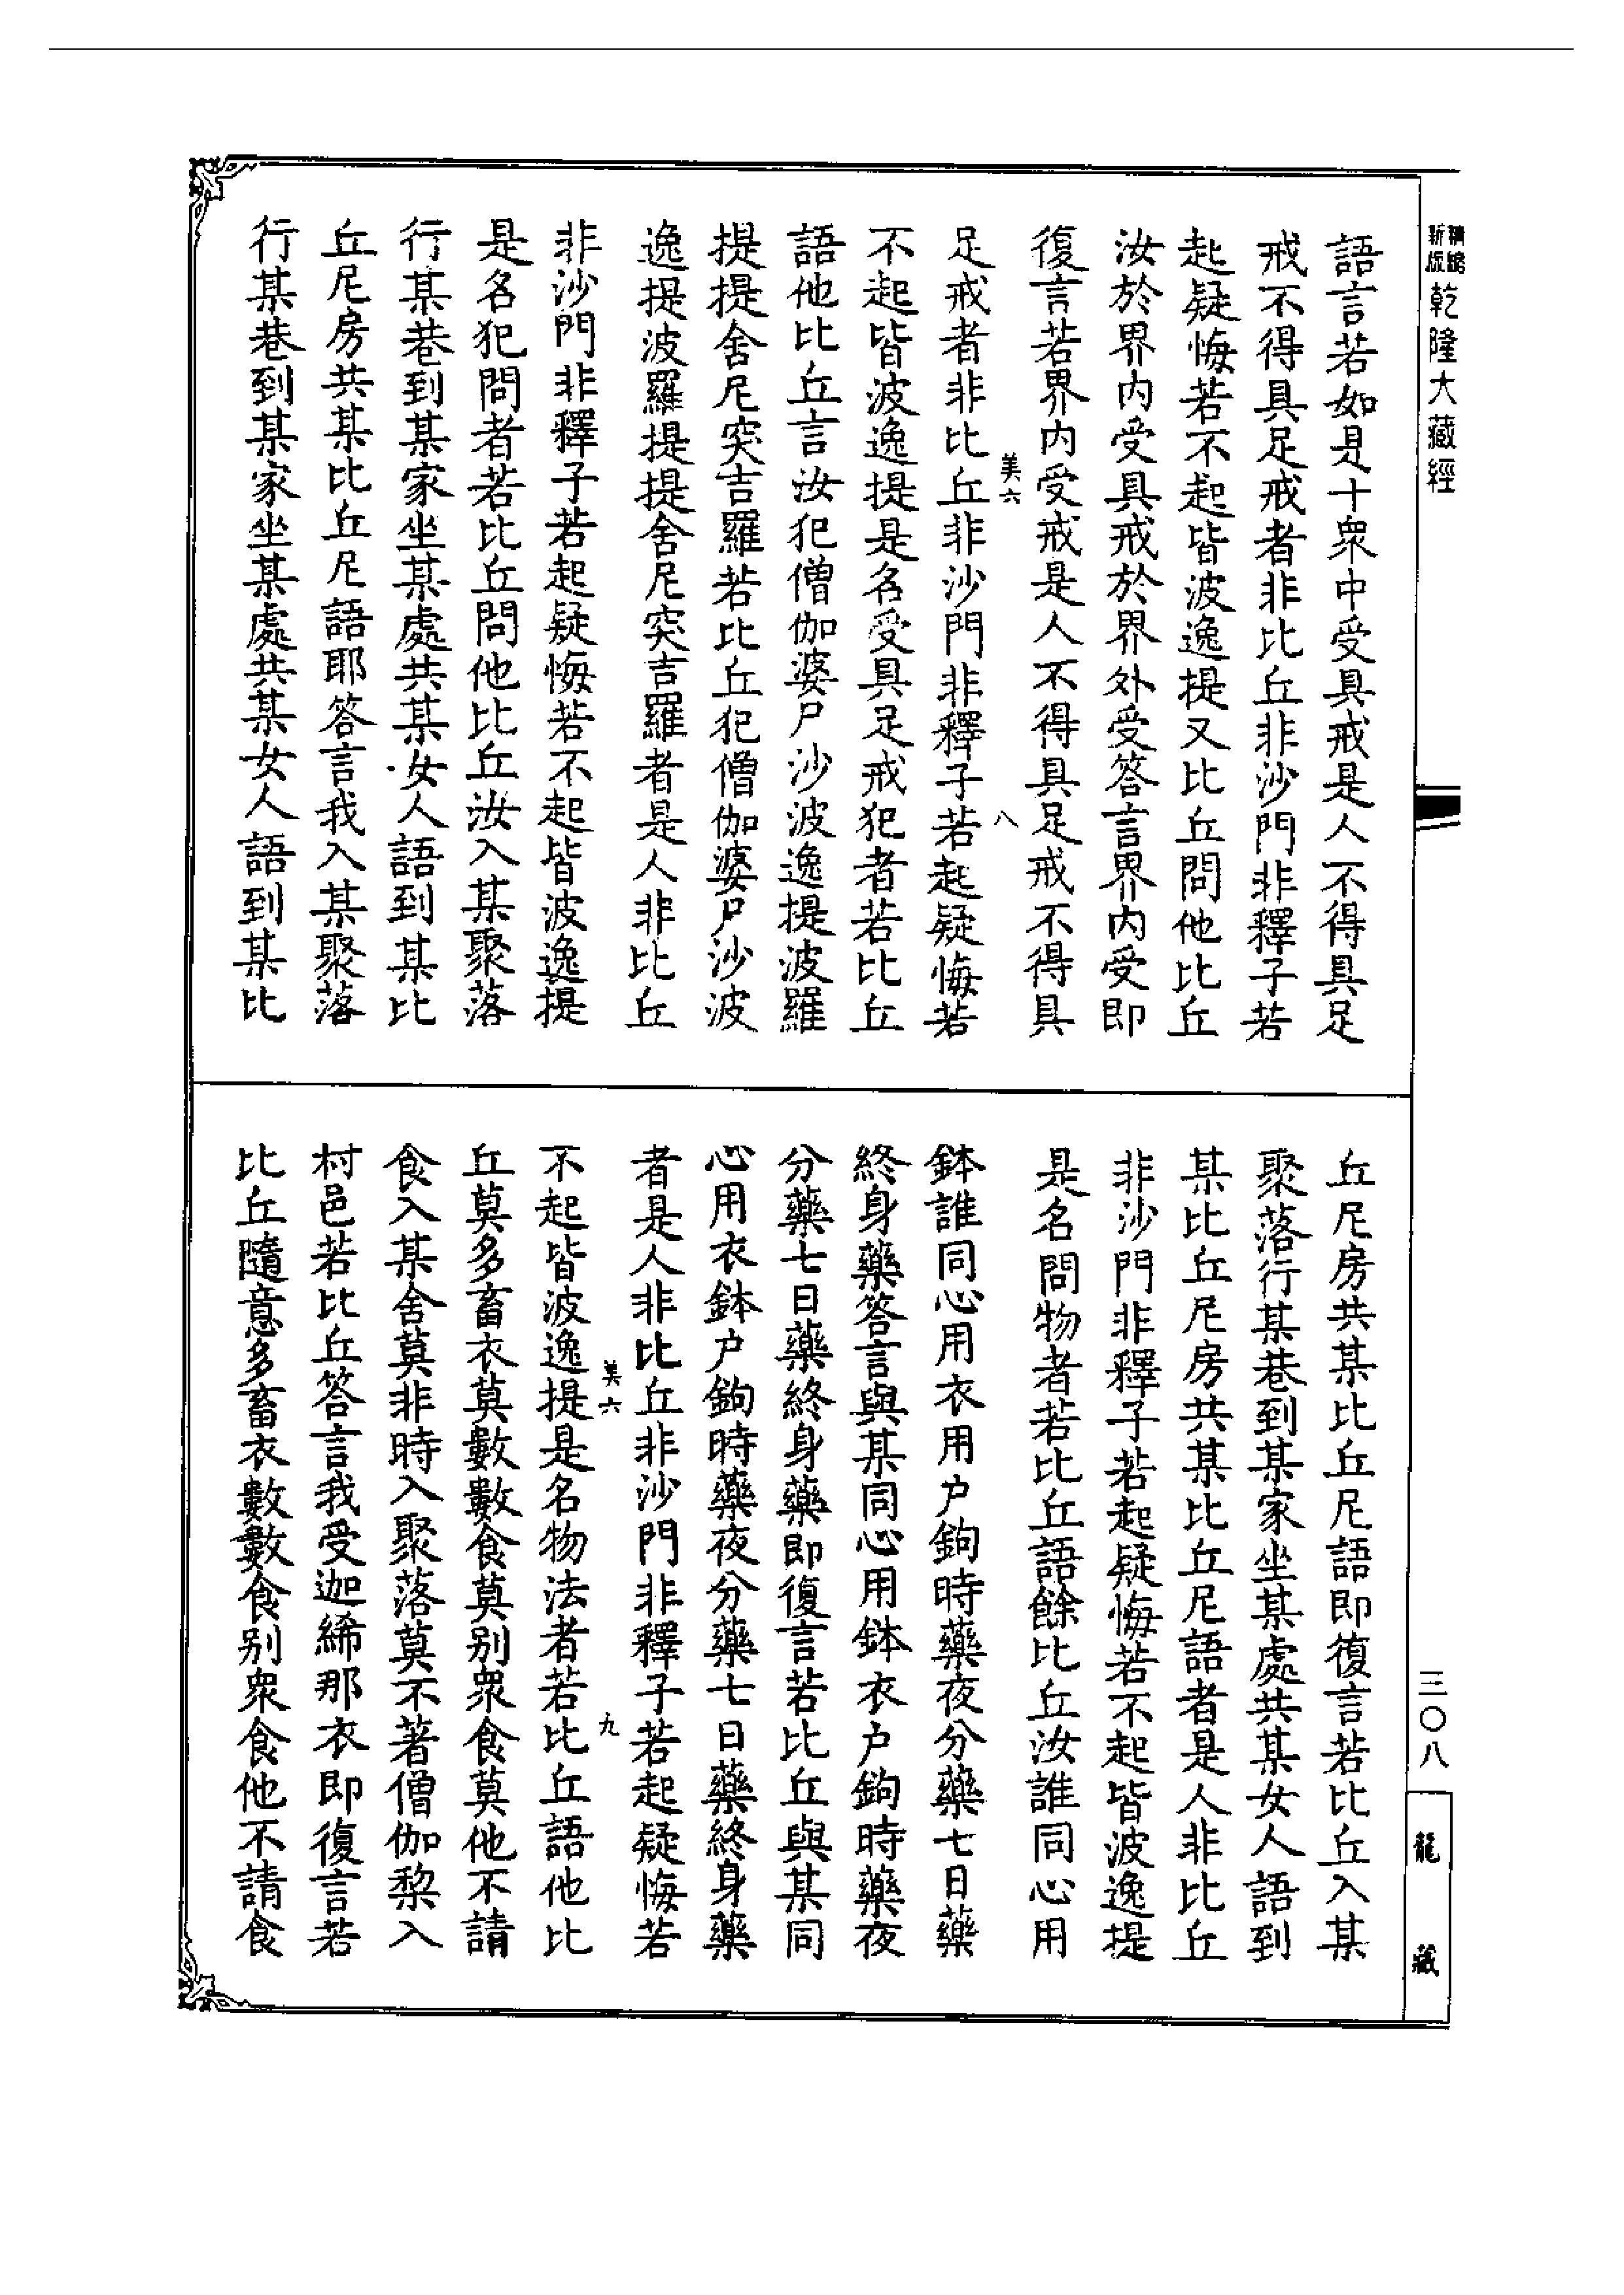 精縮新版乾隆大藏經
語言若如是十衆中受具戒是人不得具足
戒不得具足戒者非比丘非沙門非釋子若
起疑悔若不起皆波逸提又比丘問他比丘
汝於界内受具戒於界外受答言界内受即
復言若界内受戒是人不得具足戒不得具
美六 八
足戒者非比丘非沙門非釋子若起疑悔若
不起皆波逸提是名受具足戒犯者若比丘
語他比丘言汝犯僧伽婆尸沙波逸提波羅
提提舍尼突吉羅若比丘犯僧伽婆尸沙波
逸提波羅提提舍尼突吉羅者是人非比丘
非沙門非釋子若起疑悔若不起皆波逸提
是名犯問者若比丘問他比丘汝入某聚落
行某巷到某家坐某處共某女人語到某比
丘尼房共某比丘尼語耶答言我入某聚落
行某巷到某家坐某處共某女人語到某比
丘尼房共某比丘尼語即復言若比丘入某
聚落行某巷到某家坐某處共某女人語到
某比丘尼房共某比丘尼語者是人非比丘
非沙門非釋子若起疑悔若不起皆波逸提
是名問物者若比丘語餘比丘汝誰同心用
鉢誰同心用衣用户鉤時藥夜分藥七日藥
終身藥答言與某同心用鉢衣户鉤時藥夜
分藥七日藥終身藥即復言若比丘與某同
心用衣鉢户鉤時藥夜分藥七日藥終身藥
者是人非比丘非沙門非釋子若起疑悔若
美六 九
不起皆波逸提是名物法者若比丘語他比
丘莫多畜衣莫數數食莫别衆食莫他不請
食入某舍莫非時入聚落莫不著僧伽梨入
村邑若比丘答言我受迦絺那衣即復言若
比丘隨意多畜衣數數食别衆食他不請食
三〇八
龍藏